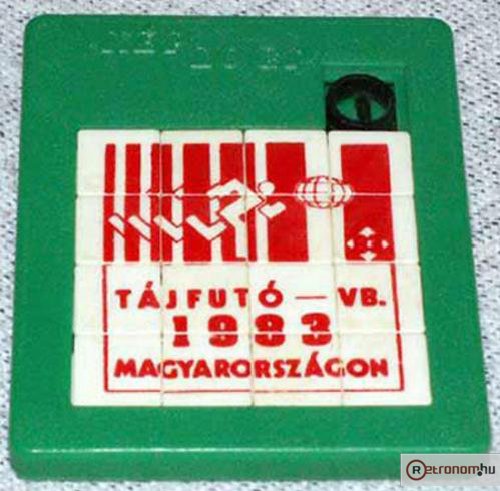 TÁJFUTÓ — VB.
1983
MAGYARORSZÁGON
Retronom.hu